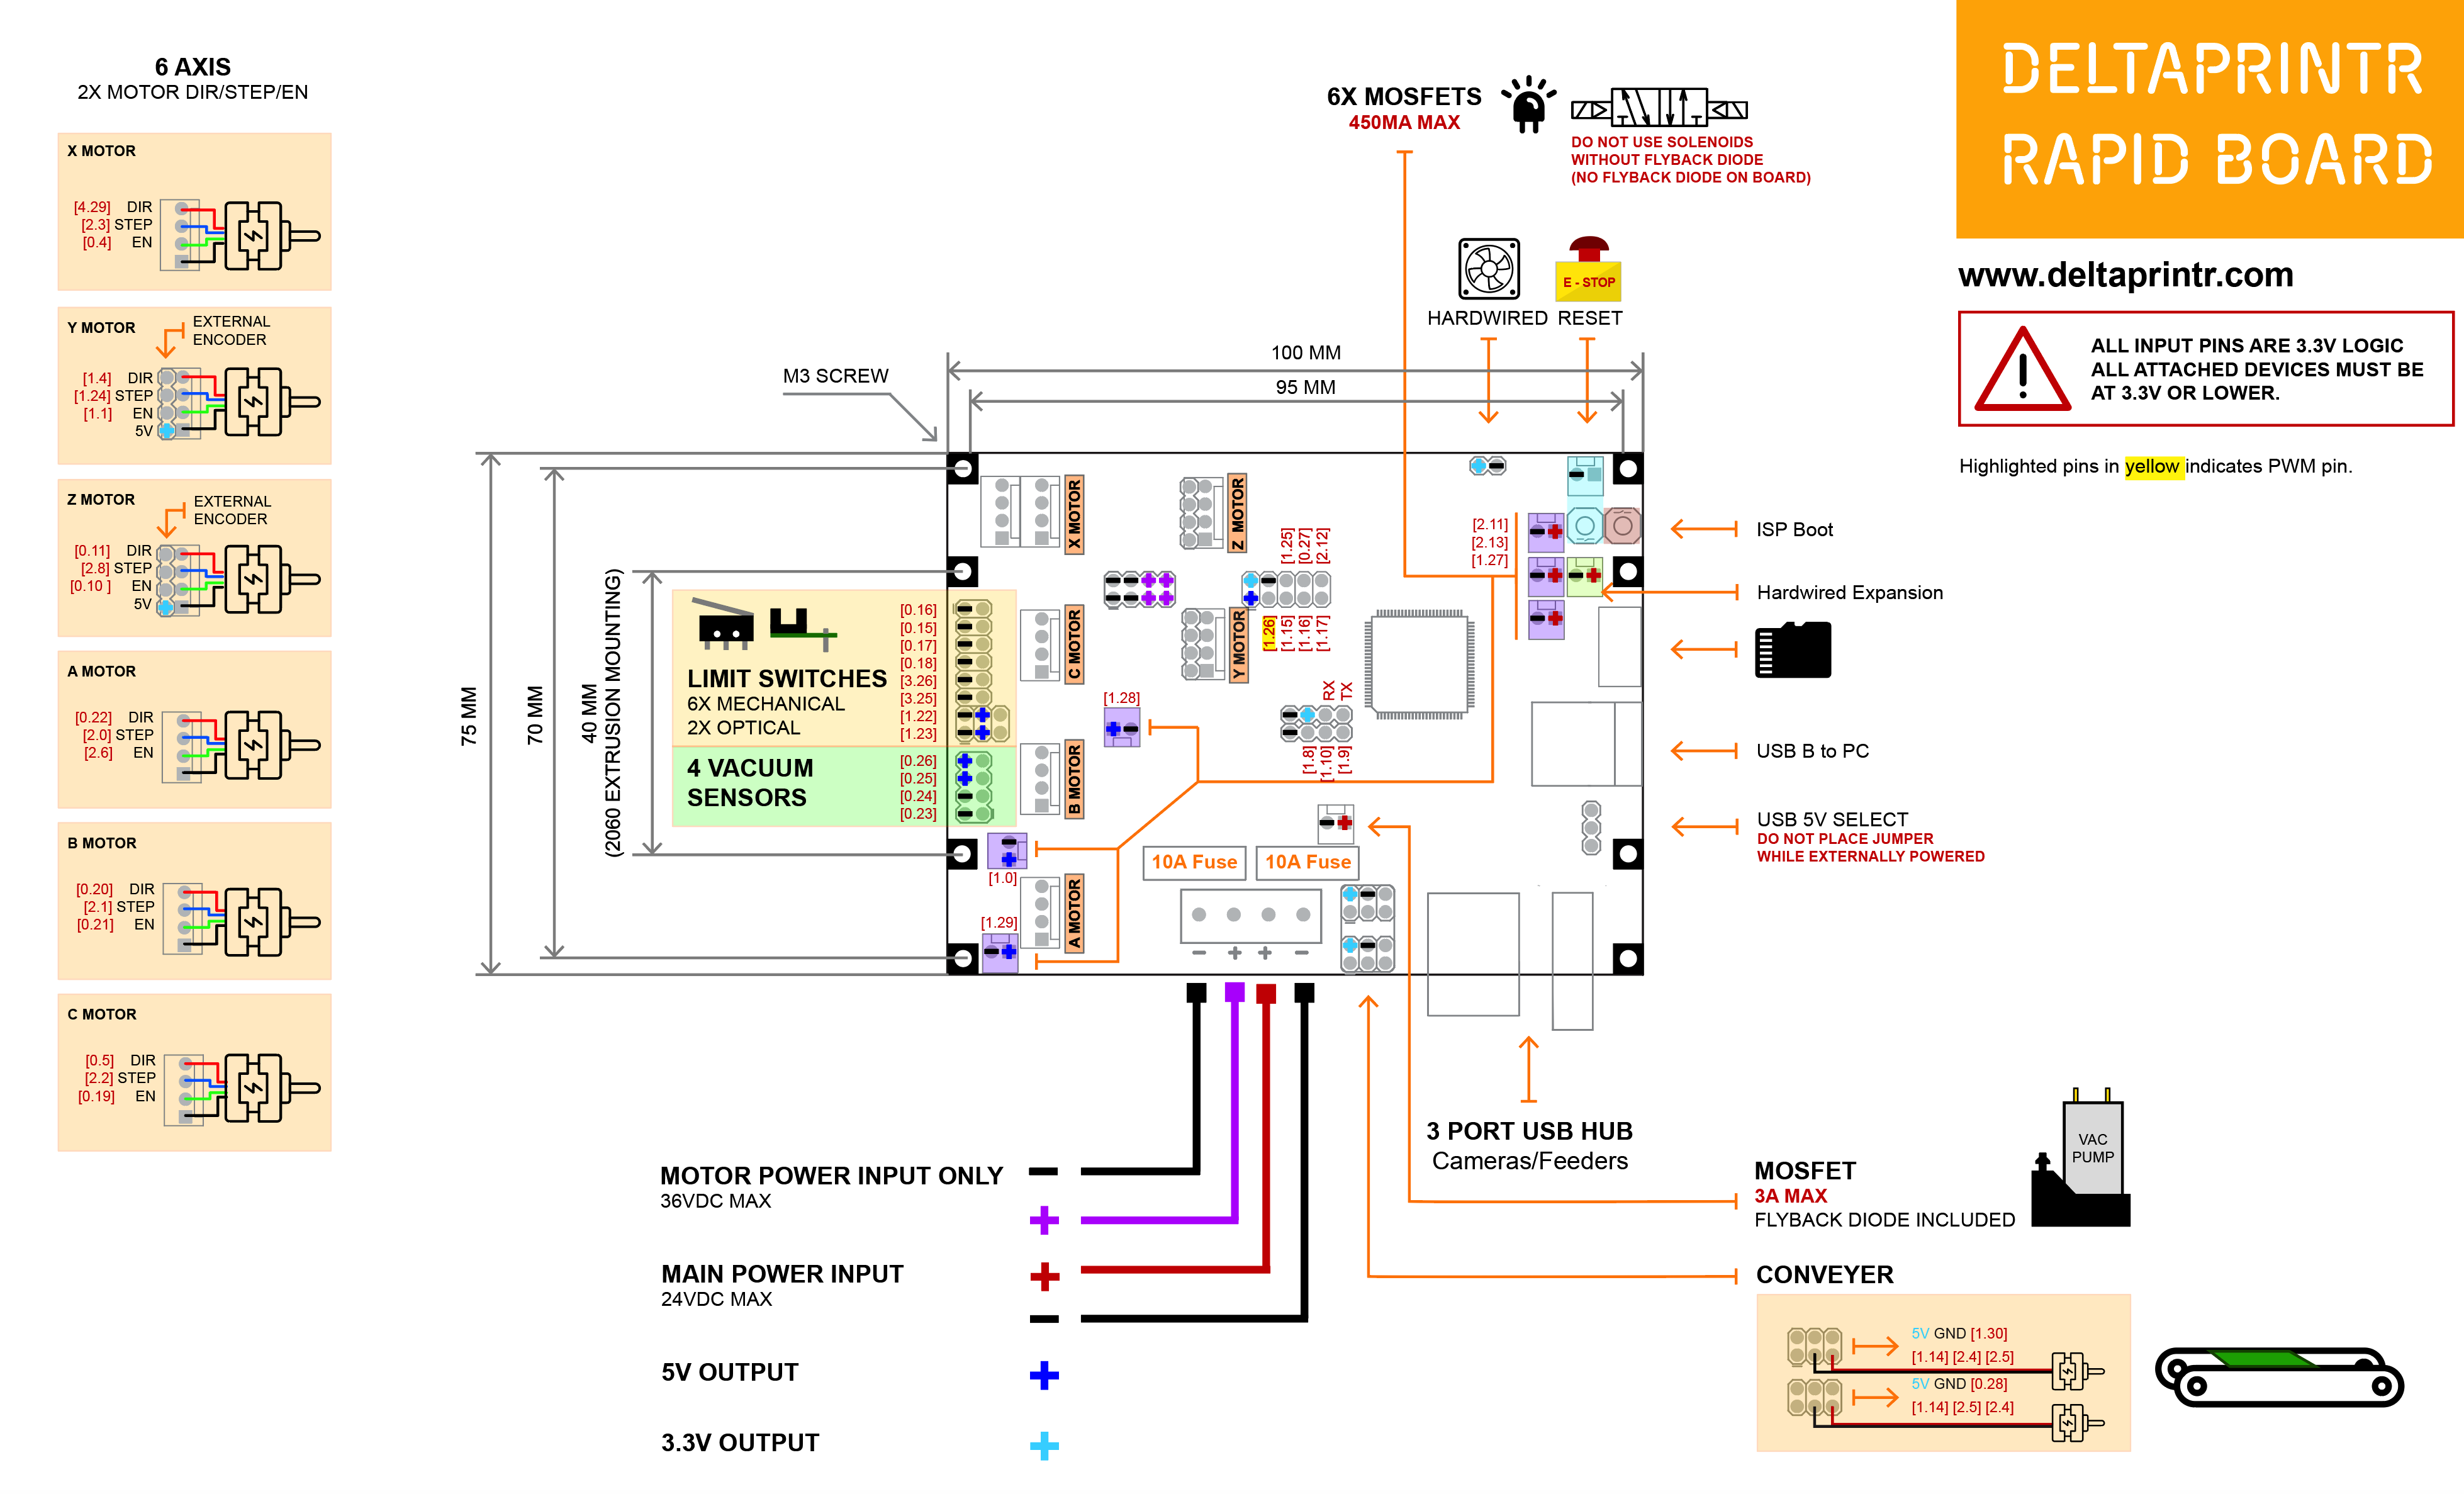 DELTAPRINTR
RAPID BOARD
www.deltaprintr.com
ALL INPUT PINS ARE 3.3V LOGIC
ALL ATTACHED DEVICES MUST BE
AT 3.3V OR LOWER.
Highlighted pins in yellow indicates PWM pin.
6 AXIS
2X MOTOR DIR/STEP/EN
X MOTOR
[4.29] DIR
[2.3] STEP
[0.4] EN
Y MOTOR
EXTERNAL
ENCODER
[1.4] DIR
[1.24] STEP
[1.1] EN
5V
Z MOTOR
EXTERNAL
ENCODER
[0.11] DIR
[2.8] STEP
[0.10 ] EN
5V
A MOTOR
[0.22] DIR
[2.0] STEP
[2.6] EN
B MOTOR
[0.20] DIR
[2.1] STEP
[0.21] EN
C MOTOR
[0.5] DIR
[2.2] STEP
[0.19] EN
6X MOSFETS
450MA MAX
DO NOT USE SOLENOIDS
WITHOUT FLYBACK DIODE
(NO FLYBACK DIODE ON BOARD)
E - STOP
HARDWIRED
RESET
100 MM
95 MM
M3 SCREW
75 MM
70 MM
40 MM
(2060 EXTRUSION MOUNTING)
LIMIT SWITCHES
6X MECHANICAL
2X OPTICAL
[0.16]
[0.15]
[0.17]
[0.18]
[3.26]
[3.25]
[1.22]
[1.23]
4 VACUUM
SENSORS
[0.26]
[0.25]
[0.24]
[0.23]
X MOTOR
Z MOTOR
C MOTOR
Y MOTOR
B MOTOR
A MOTOR
[1.25]
[0.27]
[2.12]
[1.26]
[1.15]
[1.16]
[1.17]
[2.11]
[2.13]
[1.27]
[1.28]
RX
TX
[1.8]
[1.10]
[1.9]
[1.0]
[1.29]
10A Fuse
10A Fuse
− + + −
ISP Boot
Hardwired Expansion
USB B to PC
USB 5V SELECT
DO NOT PLACE JUMPER
WHILE EXTERNALLY POWERED
3 PORT USB HUB
Cameras/Feeders
MOTOR POWER INPUT ONLY
36VDC MAX
MAIN POWER INPUT
24VDC MAX
5V OUTPUT
3.3V OUTPUT
MOSFET
3A MAX
FLYBACK DIODE INCLUDED
VAC
PUMP
CONVEYER
5V GND [1.30]
[1.14] [2.4] [2.5]
5V GND [0.28]
[1.14] [2.5] [2.4]